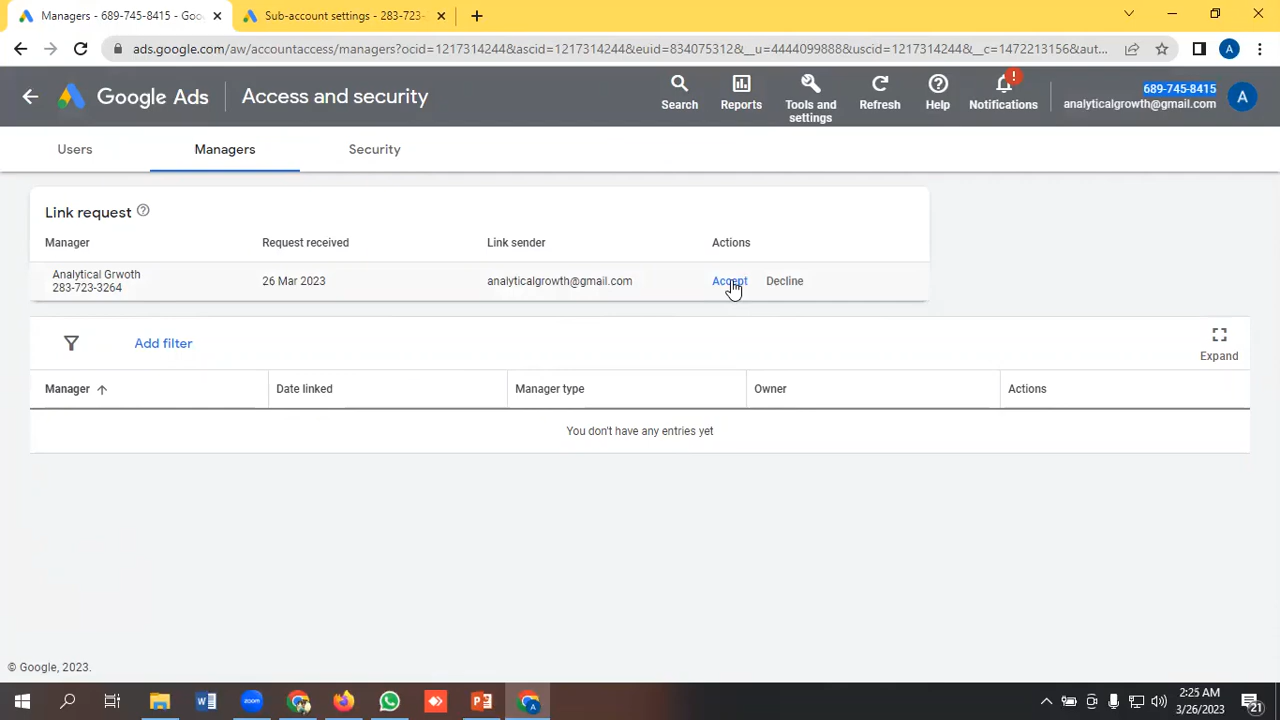 Managers - 689-745-8415 - Goo
Sub-account settings - 283-723-
ads.google.com/aw/accountaccess/managers?ocid=1217314244&ascid=1217314244&euid=834075312&__u=4444099888&uscid=1217314244&__c=1472213156&aut...
A
Google Ads
Access and security
Search
Reports
Tools and settings
Refresh
Help
!
Notifications
689-745-8415
analyticalgrowth@gmail.com
A
Users
Managers
Security
Link request
Manager
Request received
Link sender
Actions
Analytical Grwoth
283-723-3264
26 Mar 2023
analyticalgrowth@gmail.com
Accept
Decline
Add filter
Expand
Manager
Date linked
Manager type
Owner
Actions
You don't have any entries yet
© Google, 2023.
zoom
2:25 AM
3/26/2023
21